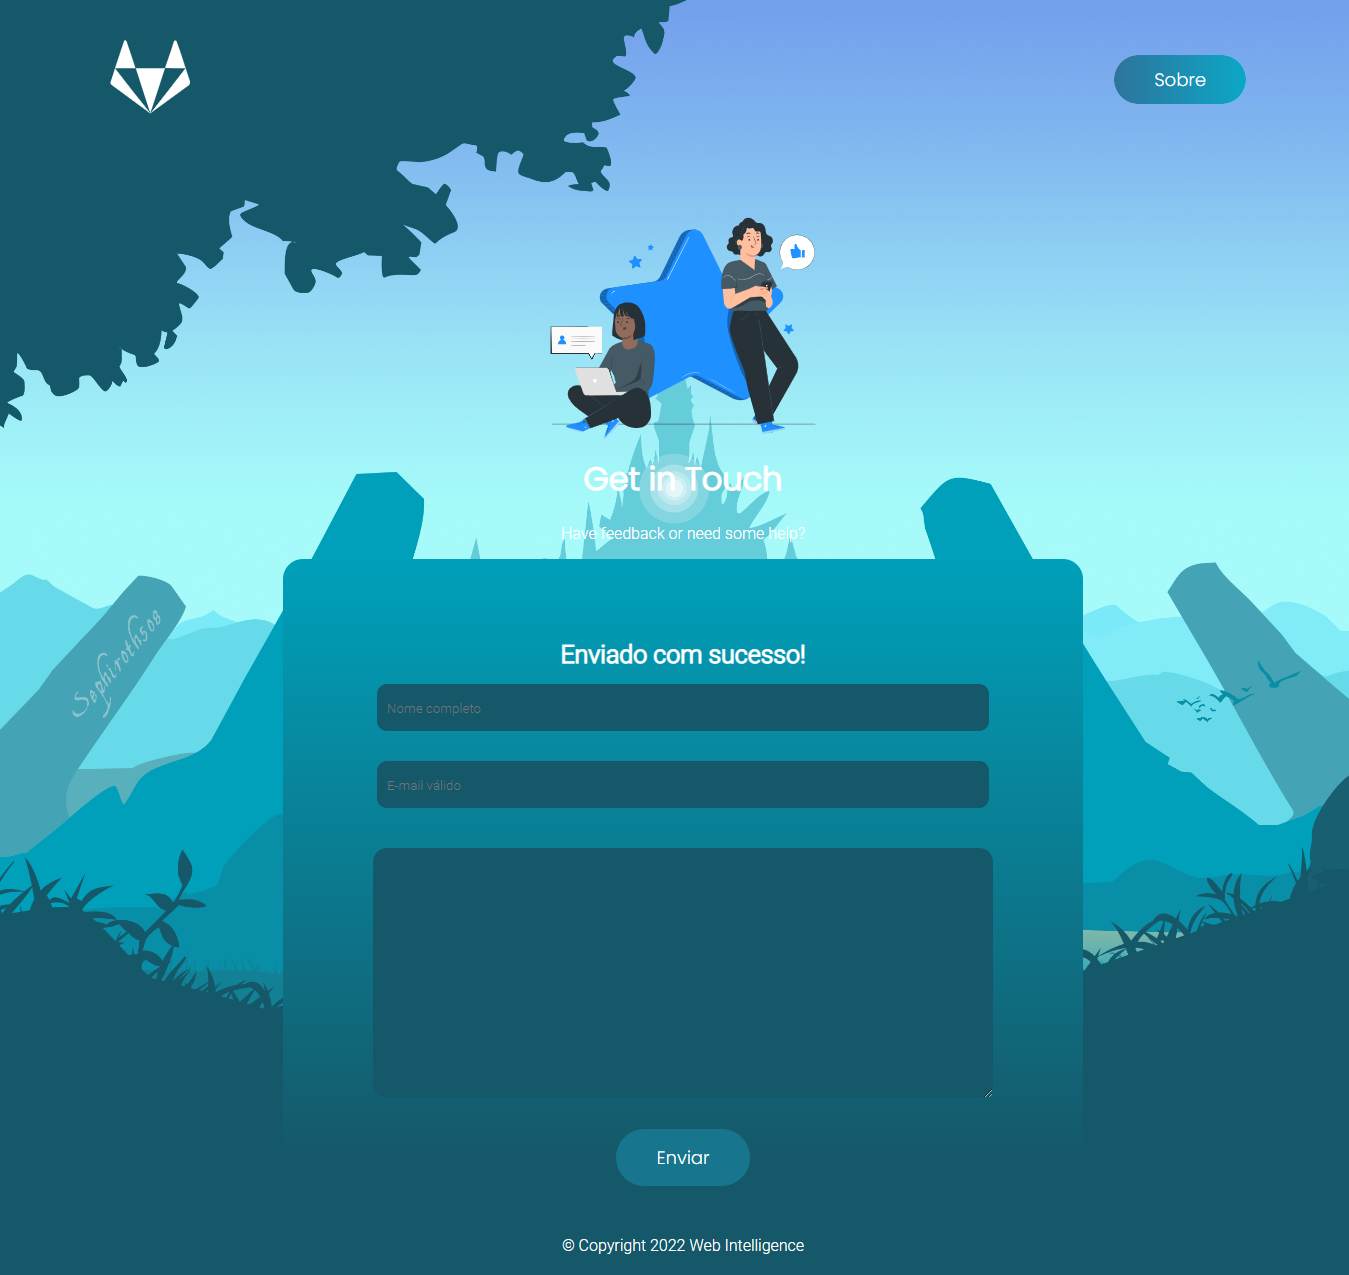 Sobre
Get in Touch
Have feedback or need some help?
Sephiroth508
Enviado com sucesso!
Nome completo
E-mail válido
Enviar
© Copyright 2022 Web Intelligence